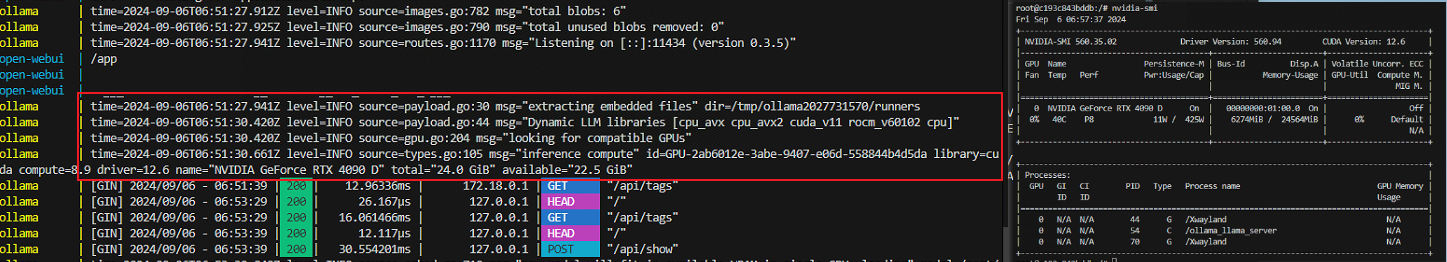 ollama | time=2024-09-06T06:51:27.912Z level=INFO source=images.go:782 msg="total blobs: 6"
ollama | time=2024-09-06T06:51:27.925Z level=INFO source=images.go:790 msg="total unused blobs removed: 0"
ollama | time=2024-09-06T06:51:27.941Z level=INFO source=routes.go:1170 msg="Listening on [::]:11434 (version 0.3.5)"
open-webui | /app
open-webui |
open-webui |
ollama | time=2024-09-06T06:51:27.941Z level=INFO source=payload.go:30 msg="extracting embedded files" dir=/tmp/ollama2027731570/runners
ollama | time=2024-09-06T06:51:30.420Z level=INFO source=payload.go:44 msg="Dynamic LLM libraries [cpu_avx cpu_avx2 cuda_v11 rocm_v60102 cpu]"
ollama | time=2024-09-06T06:51:30.420Z level=INFO source=gpu.go:204 msg="looking for compatible GPUs"
ollama | time=2024-09-06T06:51:30.661Z level=INFO source=types.go:105 msg="inference compute" id=GPU-2ab6012e-3abe-9407-e06d-558844b4d5da library=cu
da compute=8.9 driver=12.6 name="NVIDIA GeForce RTX 4090 D" total="24.0 GiB" available="22.5 GiB"
ollama | [GIN] 2024/09/06 - 06:51:39 | 200 | 12.96336ms | 172.18.0.1 | GET "/api/tags"
ollama | [GIN] 2024/09/06 - 06:53:29 | 200 | 26.167µs | 127.0.0.1 | HEAD "/"
ollama | [GIN] 2024/09/06 - 06:53:29 | 200 | 16.061466ms | 127.0.0.1 | GET "/api/tags"
ollama | [GIN] 2024/09/06 - 06:53:39 | 200 | 12.117µs | 127.0.0.1 | HEAD "/"
ollama | [GIN] 2024/09/06 - 06:53:39 | 200 | 30.554201ms | 127.0.0.1 | POST "/api/show"
root@c193c843bddb:/# nvidia-smi
Fri Sep 6 06:57:37 2024
NVIDIA-SMI 560.35.02 Driver Version: 560.94 CUDA Version: 12.6
GPU Name Persistence-M | Bus-Id Disp.A | Volatile Uncorr. ECC
Fan Temp Perf Pwr:Usage/Cap | Memory-Usage | GPU-Util Compute M.
MIG M.
0 NVIDIA GeForce RTX 4090 D On | 00000000:01:00.0 On | Off
0% 40C P8 11W / 425W | 6274MiB / 24564MiB | 0% Default
N/A
Processes:
GPU GI CI PID Type Process name GPU Memory
ID ID Usage
0 N/A N/A 44 G /Xwayland N/A
0 N/A N/A 54 C /ollama_llama_server N/A
0 N/A N/A 70 G /Xwayland N/A